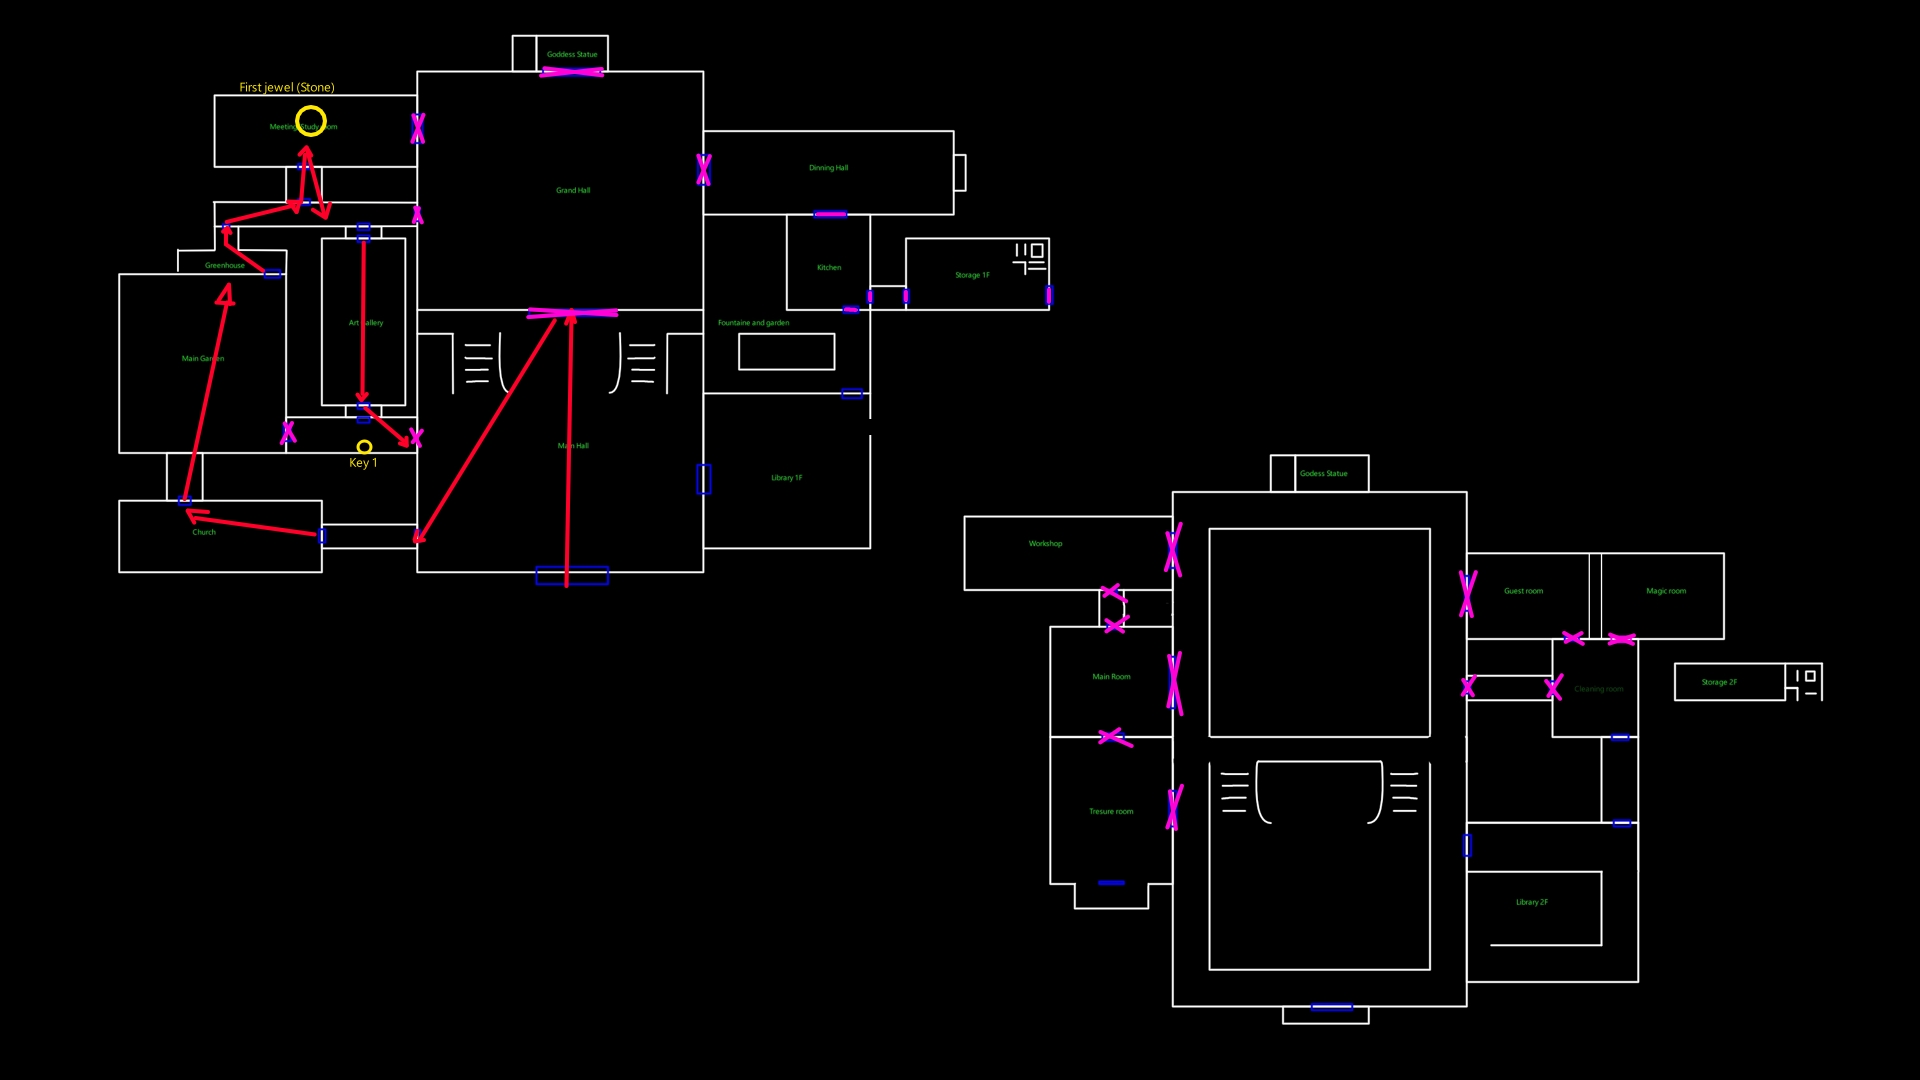 Goddess Statue
First jewel (Stone)
Meeting/Study room
Grand Hall
Dinning Hall
Greenhouse
Kitchen
Storage 1F
Art gallery
Fountaine and garden
Main Garden
Main Hall
Key 1
Library 1F
Church
Godess Statue
Workshop
Guest room
Magic room
Main Room
Cleaning room
Storage 2F
Tresure room
Library 2F